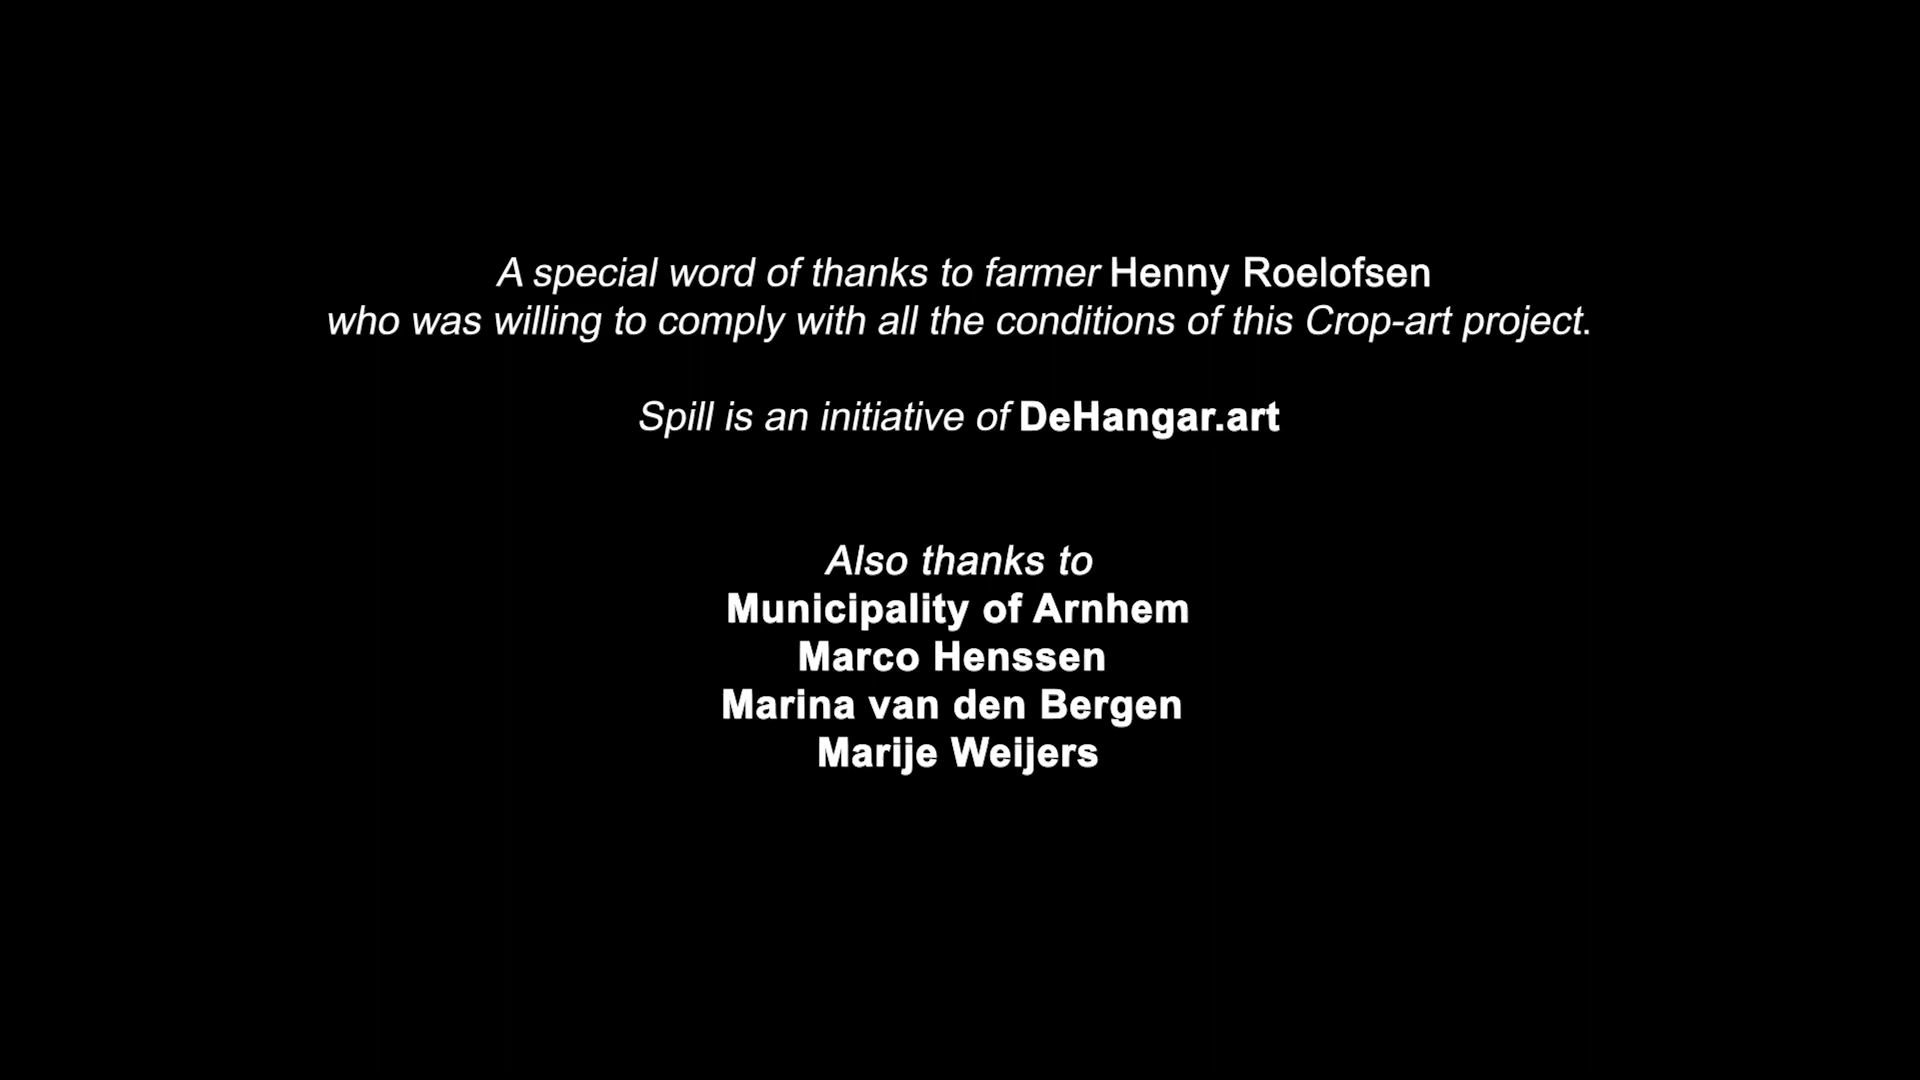 A special word of thanks to farmer Henny Roelofsen
who was willing to comply with all the conditions of this Crop-art project.
Spill is an initiative of DeHangar.art
Also thanks to
Municipality of Arnhem
Marco Henssen
Marina van den Bergen
Marije Weijers